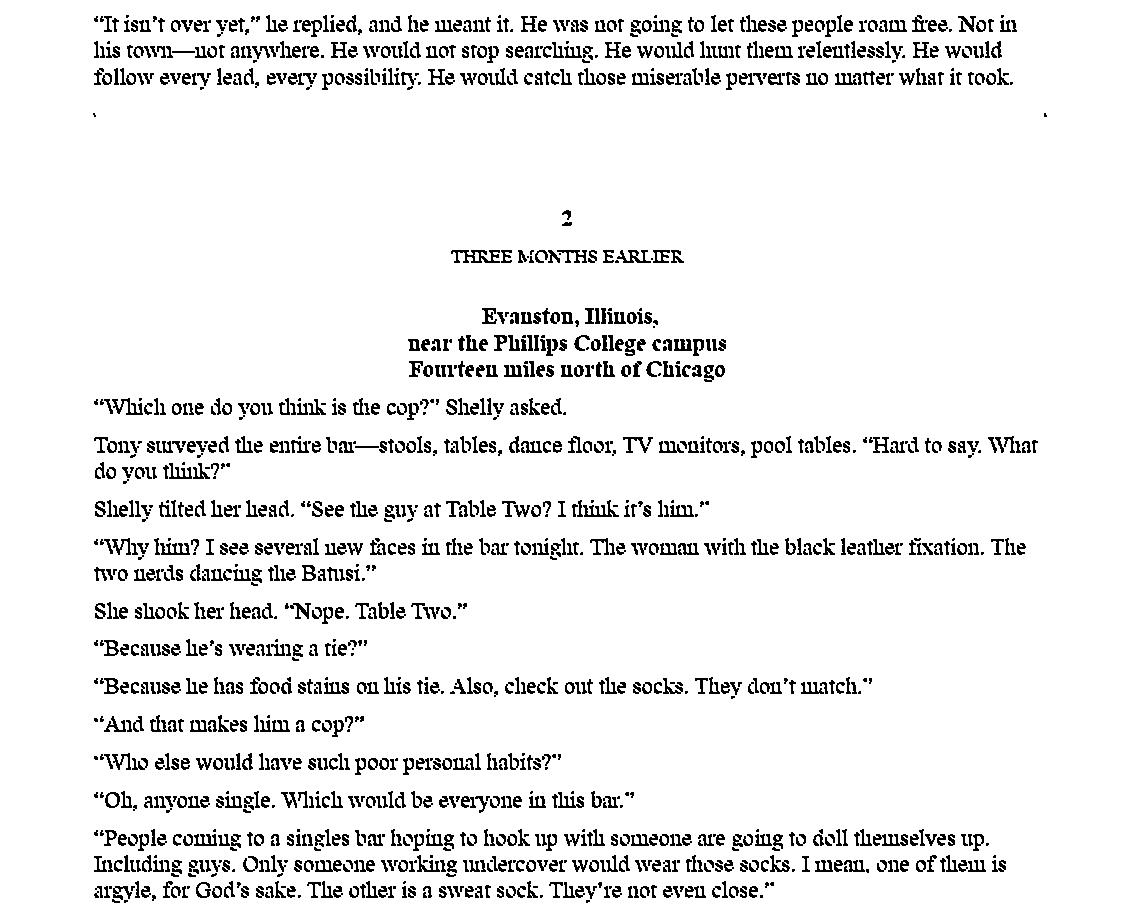 “It isn’t over yet,” he replied, and he meant it. He was not going to let these people roam free. Not in
his town—not anywhere. He would not stop searching. He would hunt them relentlessly. He would
follow every lead, every possibility. He would catch those miserable perverts no matter what it took.
2
THREE MONTHS EARLIER
Evanston, Illinois,
near the Phillips College campus
Fourteen miles north of Chicago
“Which one do you think is the cop?” Shelly asked.
Tony surveyed the entire bar—stools, tables, dance floor, TV monitors, pool tables. “Hard to say. What
do you think?”
Shelly tilted her head. “See the guy at Table Two? I think it’s him.”
“Why him? I see several new faces in the bar tonight. The woman with the black leather fixation. The
two nerds dancing the Batusi.”
She shook her head. “Nope. Table Two.”
“Because he’s wearing a tie?”
“Because he has food stains on his tie. Also, check out the socks. They don’t match.”
“And that makes him a cop?”
“Who else would have such poor personal habits?”
“Oh, anyone single. Which would be everyone in this bar.”
“People coming to a singles bar hoping to hook up with someone are going to doll themselves up.
Including guys. Only someone working undercover would wear those socks. I mean, one of them is
argyle, for God’s sake. The other is a sweat sock. They’re not even close.”